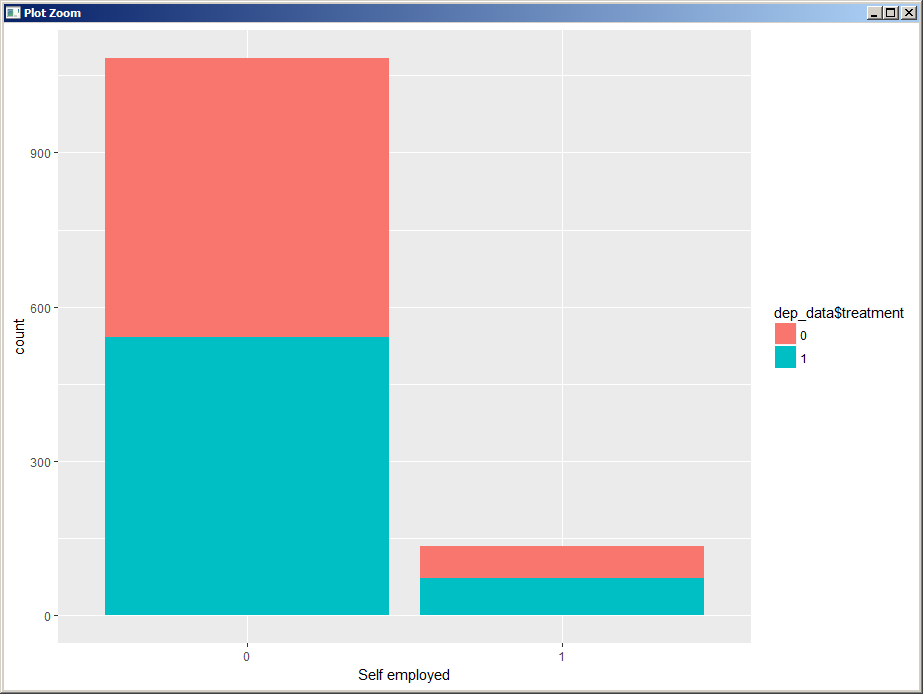 Plot Zoom
900
600
300
0
count
0
1
Self employed
dep_data$treatment
0
1